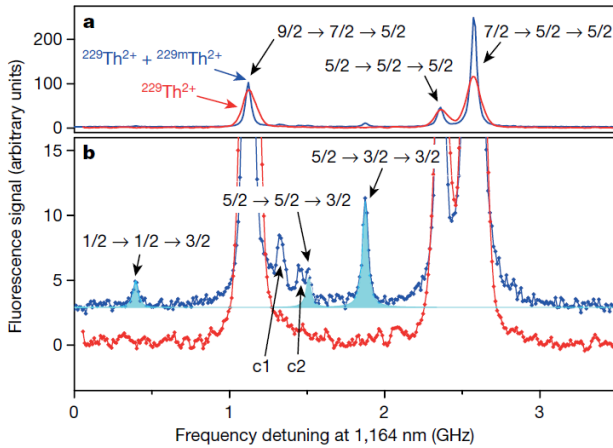 a
9/2 → 7/2 → 5/2
7/2 → 5/2 → 5/2
²²⁹Th²⁺ + ²²⁹ᵐTh²⁺
5/2 → 5/2 → 5/2
²²⁹Th²⁺
200
100
0
b
15
10
5
0
5/2 → 3/2 → 3/2
5/2 → 5/2 → 3/2
1/2 → 1/2 → 3/2
c1
c2
Fluorescence signal (arbitrary units)
0 1 2 3
Frequency detuning at 1,164 nm (GHz)